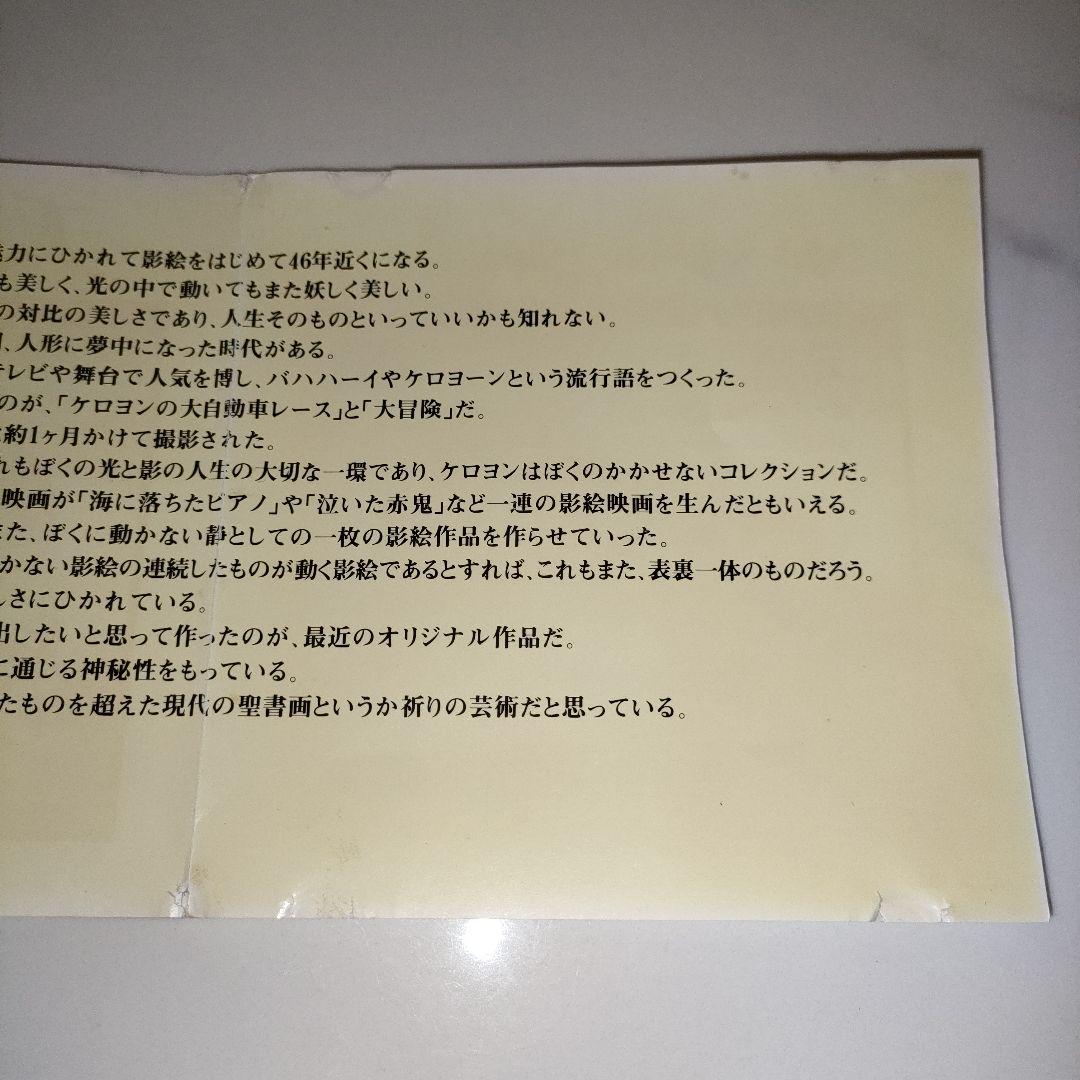 力にひかれて影絵をはじめて46年近くになる。
も美しく、光の中で動いてもまた妖しく美しい。
の対比の美しさであり、人生そのものといっていいかも知れない。
、人形に夢中になった時代がある。
テレビや舞台で人気を博し、バハハーイやケロヨーンという流行語をつくった。
のが、「ケロヨンの大自動車レース」と「大冒険」だ。
約1ヶ月かけて撮影された。
れもぼくの光と影の人生の大切な一環であり、ケロヨンはぼくのかかせないコレクションだ。
映画が「海に落ちたピアノ」や「泣いた赤鬼」など一連の影絵映画を生んだともいえる。
た、ぼくに動かない静としての一枚の影絵作品を作らせていった。
かない影絵の連続したものが動く影絵であるとすれば、これもまた、表裏一体のものだろう。
しさにひかれている。
出したいと思って作ったのが、最近のオリジナル作品だ。
に通じる神秘性をもっている。
たものを超えた現代の聖書画というか祈りの芸術だと思っている。